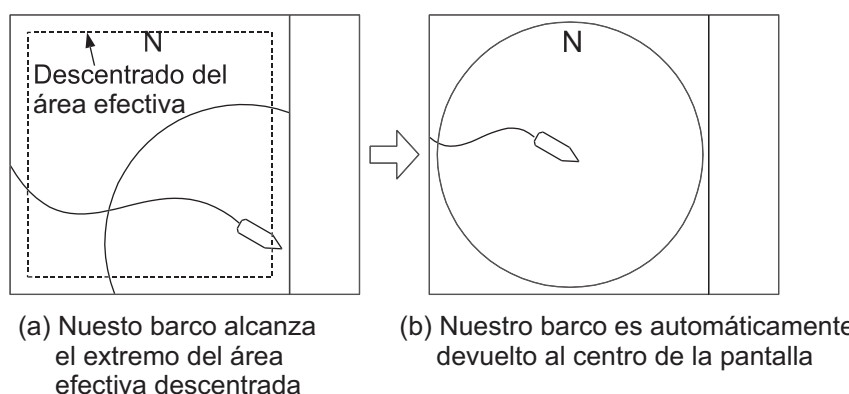 N
Descentrado del
área efectiva
N
(a) Nuesto barco alcanza
el extremo del área
efectiva descentrada
(b) Nuestro barco es automáticamente
devuelto al centro de la pantalla